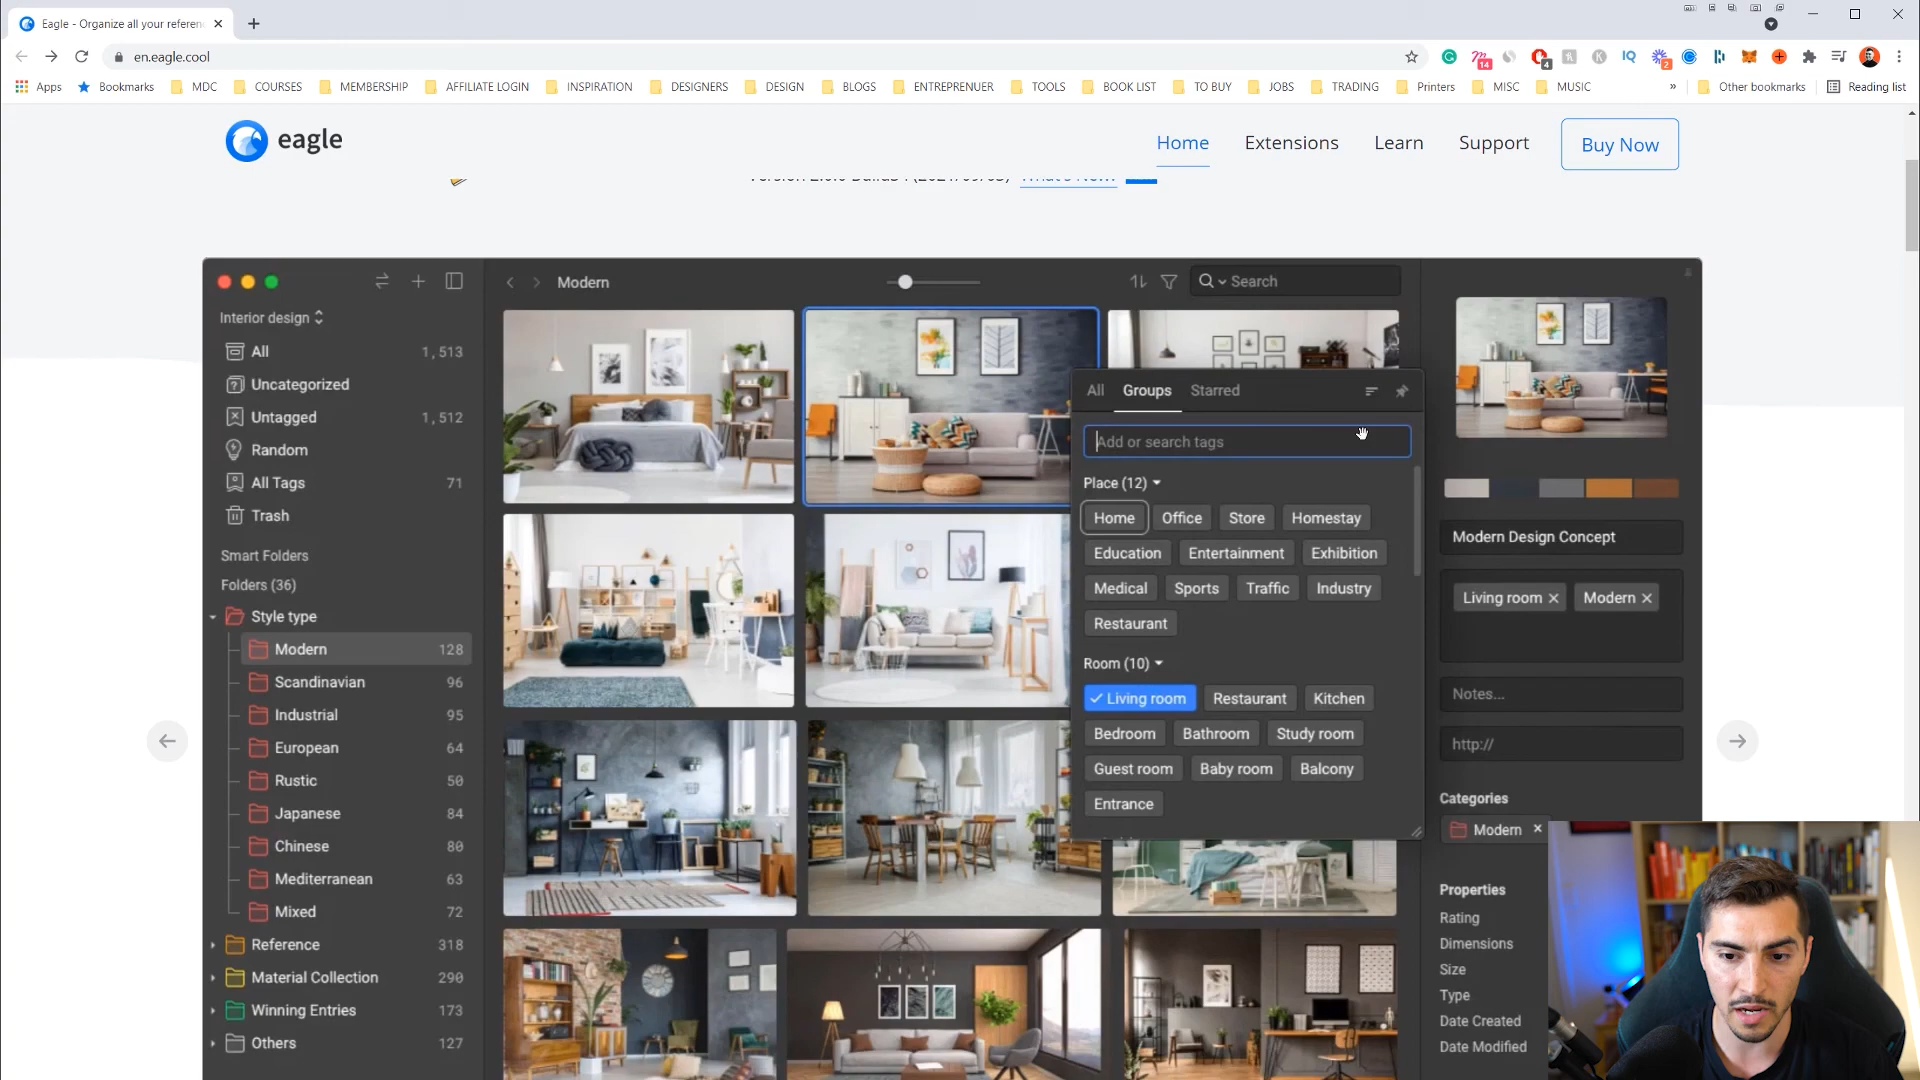 Eagle - Organize all your referen
en.eagle.cool
14
4
2
Apps
Bookmarks
MDC
COURSES
MEMBERSHIP
AFFILIATE LOGIN
INSPIRATION
DESIGNERS
DESIGN
BLOGS
ENTREPRENUER
TOOLS
BOOK LIST
TO BUY
JOBS
TRADING
Printers
MISC
MUSIC
»
Other bookmarks
Reading list
eagle
Home
Extensions
Learn
Support
Buy Now
Modern
Search
Interior design
All 1,513
Uncategorized
Untagged 1,512
Random
All Tags 71
Trash
Smart Folders
Folders (36)
Style type
Modern 128
Scandinavian 96
Industrial 95
European 64
Rustic 50
Japanese 84
Chinese 80
Mediterranean 63
Mixed 72
Reference 318
Material Collection 290
Winning Entries 173
Others 127
All Groups Starred
Add or search tags
Place (12)
Home Office Store Homestay
Education Entertainment Exhibition
Medical Sports Traffic Industry
Restaurant
Room (10)
Living room Restaurant Kitchen
Bedroom Bathroom Study room
Guest room Baby room Balcony
Entrance
Modern Design Concept
Living room Modern
Notes...
http://
Categories
Modern
Properties
Rating
Dimensions
Size
Type
Date Created
Date Modified